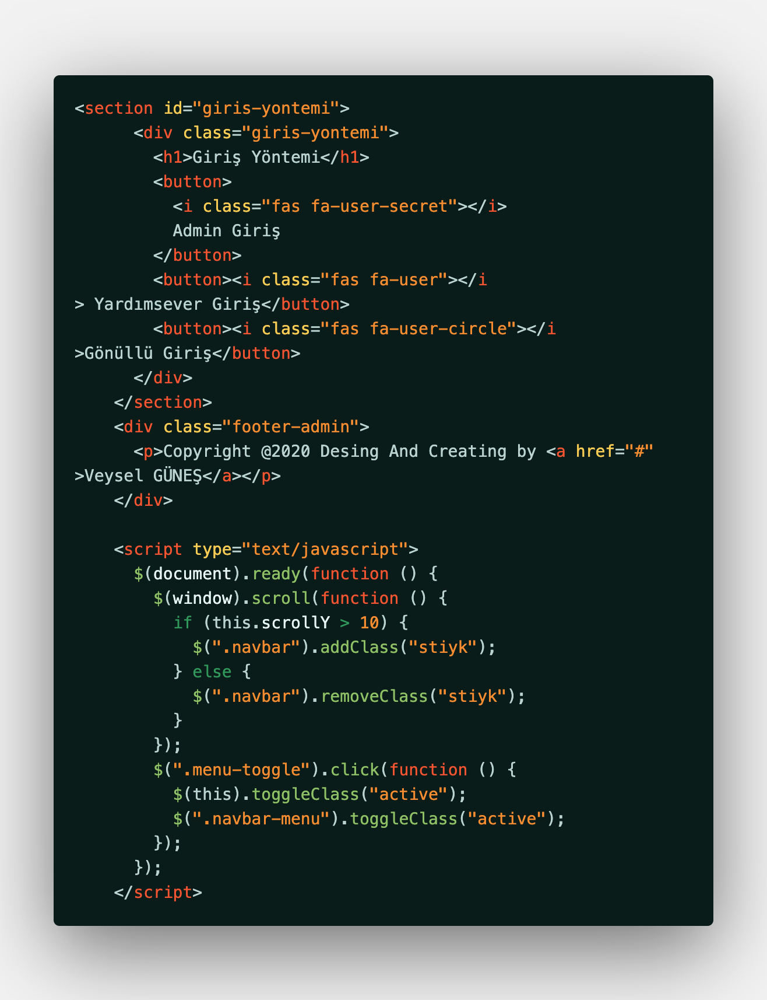 <section id="giris-yontemi">
      <div class="giris-yontemi">
        <h1>Giriş Yöntemi</h1>
        <button>
          <i class="fas fa-user-secret"></i>
          Admin Giriş
        </button>
        <button><i class="fas fa-user"></i
> Yardımsever Giriş</button>
        <button><i class="fas fa-user-circle"></i
>Gönüllü Giriş</button>
      </div>
    </section>
    <div class="footer-admin">
      <p>Copyright @2020 Desing And Creating by <a href="#"
>Veysel GÜNEŞ</a></p>
    </div>

    <script type="text/javascript">
      $(document).ready(function () {
        $(window).scroll(function () {
          if (this.scrollY > 10) {
            $(".navbar").addClass("stiyk");
          } else {
            $(".navbar").removeClass("stiyk");
          }
        });
        $(".menu-toggle").click(function () {
          $(this).toggleClass("active");
          $(".navbar-menu").toggleClass("active");
        });
      });
    </script>